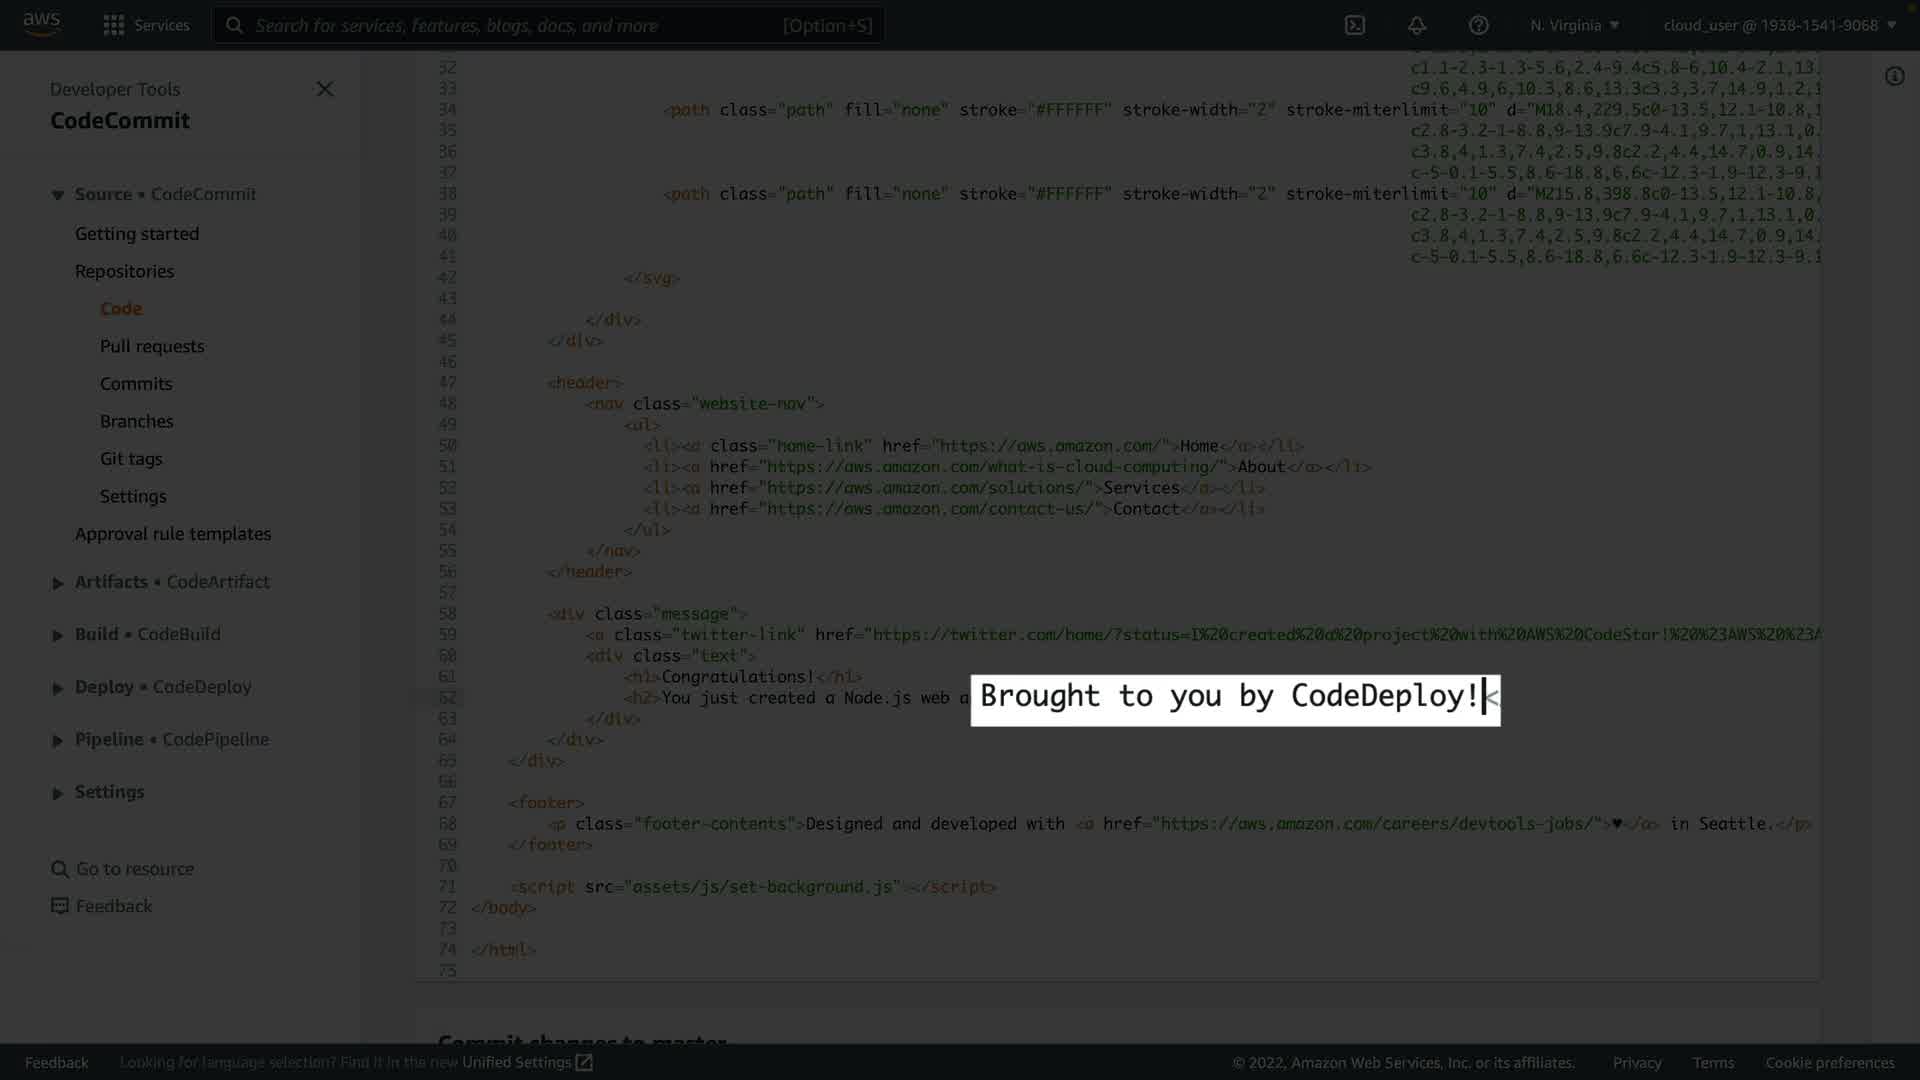 aws
Services
Search for services, features, blogs, docs, and more
[Option+S]
N. Virginia
cloud_user @ 1938-1541-9068
Developer Tools
CodeCommit
Source • CodeCommit
Getting started
Repositories
Code
Pull requests
Commits
Branches
Git tags
Settings
Approval rule templates
Artifacts • CodeArtifact
Build • CodeBuild
Deploy • CodeDeploy
Pipeline • CodePipeline
Settings
Go to resource
Feedback
32 c1.1-2.3-1.3-5.6,2.4-9.4c5.8-6,10.4-2.1,13.
33 c9.6,4.9,6,10.3,8.6,13.3c3.3,3.7,14.9,1.2,1
34 <path class="path" fill="none" stroke="#FFFFFF" stroke-width="2" stroke-miterlimit="10" d="M18.4,229.5c0-13.5,12.1-10.8,1
35 c2.8-3.2-1-8.8,9-13.9c7.9-4.1,9.7,1,13.1,0.
36 c3.8,4,1.3,7.4,2.5,9.8c2.2,4.4,14.7,0.9,14.
37 c-5-0.1-5.5,8.6-18.8,6.6c-12.3-1.9-12.3-9.1
38 <path class="path" fill="none" stroke="#FFFFFF" stroke-width="2" stroke-miterlimit="10" d="M215.8,398.8c0-13.5,12.1-10.8,
39 c2.8-3.2-1-8.8,9-13.9c7.9-4.1,9.7,1,13.1,0.
40 c3.8,4,1.3,7.4,2.5,9.8c2.2,4.4,14.7,0.9,14.
41 c-5-0.1-5.5,8.6-18.8,6.6c-12.3-1.9-12.3-9.1
42 </svg>
43
44 </div>
45 </div>
46
47 <header>
48 <nav class="website-nav">
49 <ul>
50 <li><a class="home-link" href="https://aws.amazon.com/">Home</a></li>
51 <li><a href="https://aws.amazon.com/what-is-cloud-computing/">About</a></li>
52 <li><a href="https://aws.amazon.com/solutions/">Services</a></li>
53 <li><a href="https://aws.amazon.com/contact-us/">Contact</a></li>
54 </ul>
55 </nav>
56 </header>
57
58 <div class="message">
59 <a class="twitter-link" href="https://twitter.com/home/?status=I%20created%20a%20project%20with%20AWS%20CodeStar!%20%23AWS%20%23A
60 <div class="text">
61 <h1>Congratulations!</h1>
62 <h2>You just created a Node.js web a Brought to you by CodeDeploy!<
63 </div>
64 </div>
65 </div>
66
67 <footer>
68 <p class="footer-contents">Designed and developed with <a href="https://aws.amazon.com/careers/devtools-jobs/">♥</a> in Seattle.</p>
69 </footer>
70
71 <script src="assets/js/set-background.js"></script>
72 </body>
73
74 </html>
75
Commit changes to master
Feedback
Looking for language selection? Find it in the new Unified Settings
© 2022, Amazon Web Services, Inc. or its affiliates.
Privacy
Terms
Cookie preferences